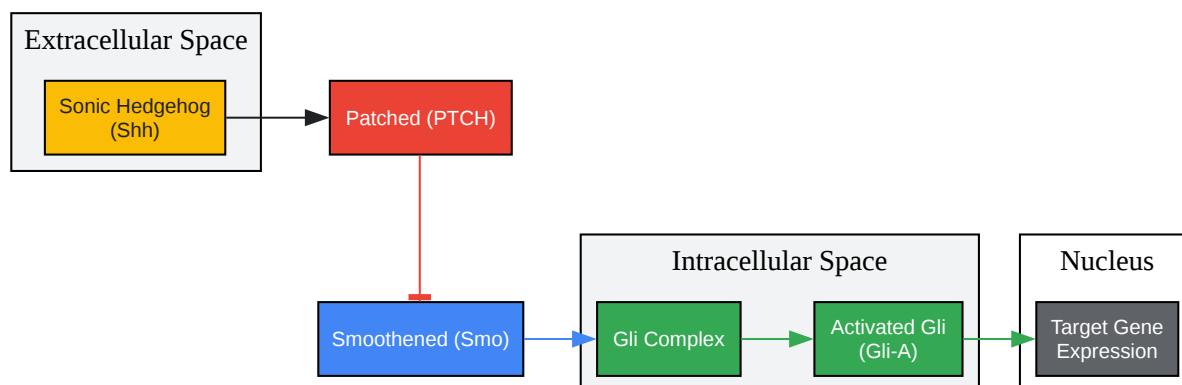 Extracellular Space
Sonic Hedgehog
(Shh)
Patched (PTCH)
Intracellular Space
Nucleus
Smoothened (Smo)
Gli Complex
Activated Gli
(Gli-A)
Target Gene
Expression